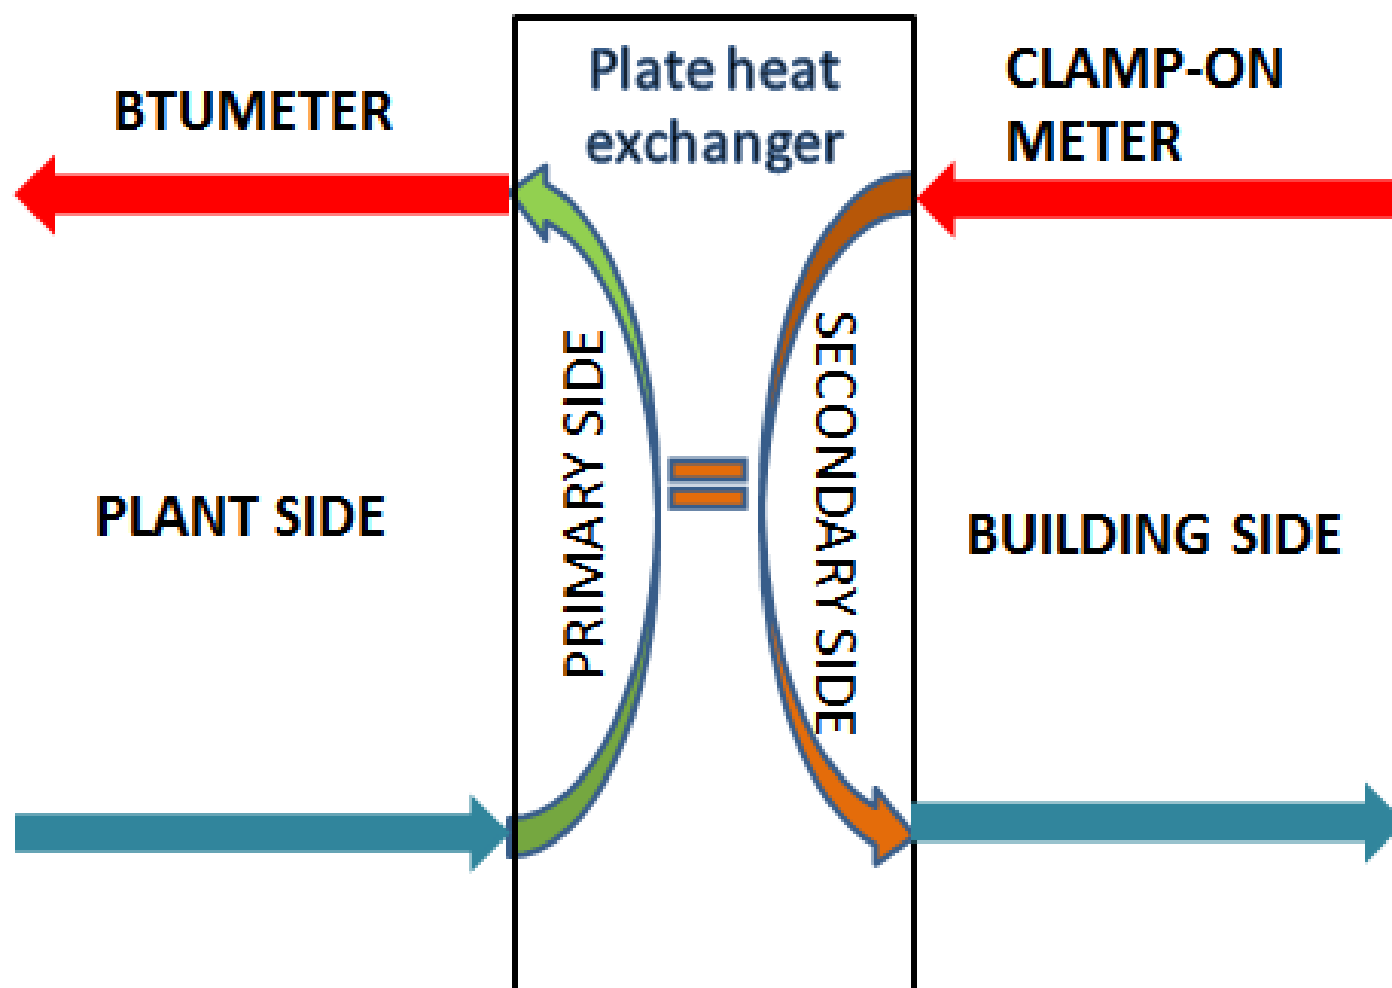 BTUMETER
Plate heat
exchanger
CLAMP-ON
METER
PRIMARY SIDE
SECONDARY SIDE
PLANT SIDE
BUILDING SIDE